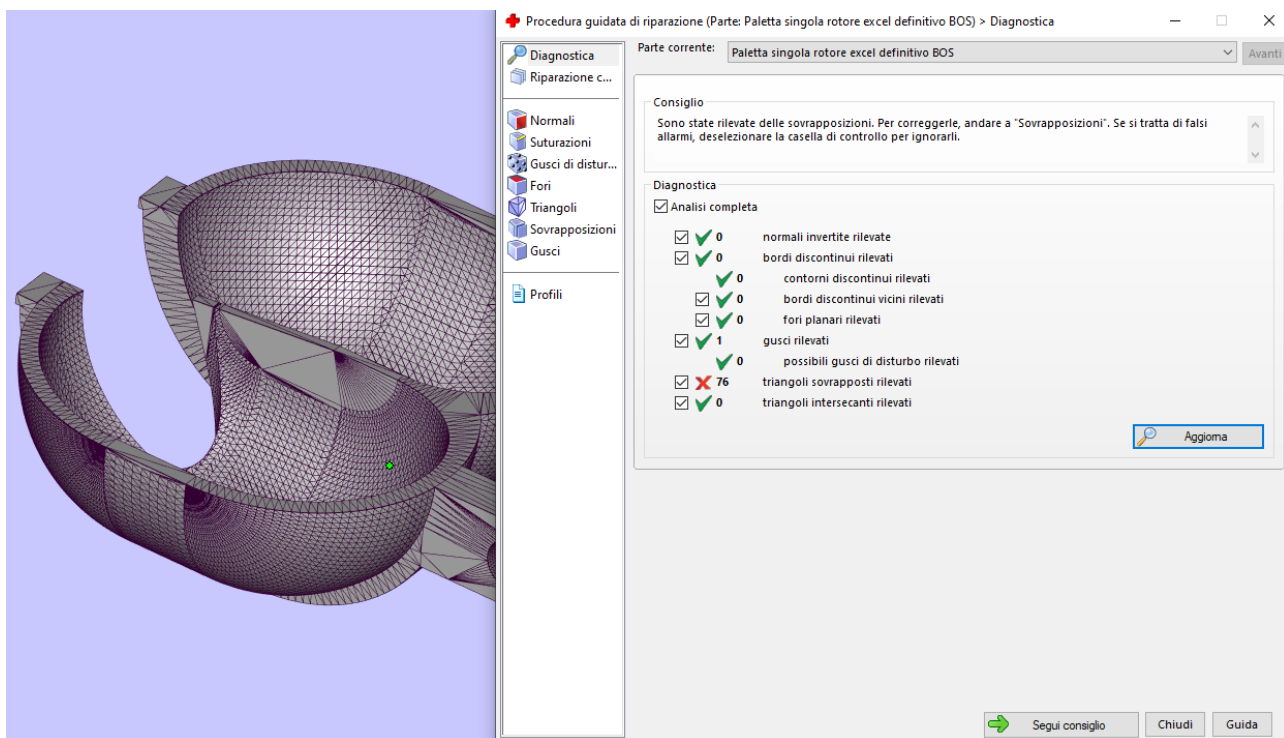 Procedura guidata di riparazione (Parte: Paletta singola rotore excel definitivo BOS) > Diagnostica
Diagnostica
Riparazione c...
Normali
Suturazioni
Gusci di distur...
Fori
Triangoli
Sovrapposizioni
Gusci
Profili
Parte corrente:
Paletta singola rotore excel definitivo BOS
Avanti
Consiglio
Sono state rilevate delle sovrapposizioni. Per correggerle, andare a "Sovrapposizioni". Se si tratta di falsi
allarmi, deselezionare la casella di controllo per ignorarli.
Diagnostica
Analisi completa
0 normali invertite rilevate
0 bordi discontinui rilevati
0 contorni discontinui rilevati
0 bordi discontinui vicini rilevati
0 fori planari rilevati
1 gusci rilevati
0 possibili gusci di disturbo rilevati
76 triangoli sovrapposti rilevati
0 triangoli intersecanti rilevati
Aggiorna
Segui consiglio
Chiudi
Guida